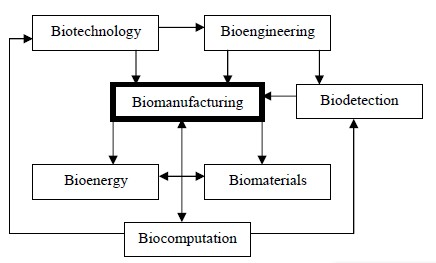 Biotechnology
Bioengineering
Biomanufacturing
Biodetection
Bioenergy
Biomaterials
Biocomputation